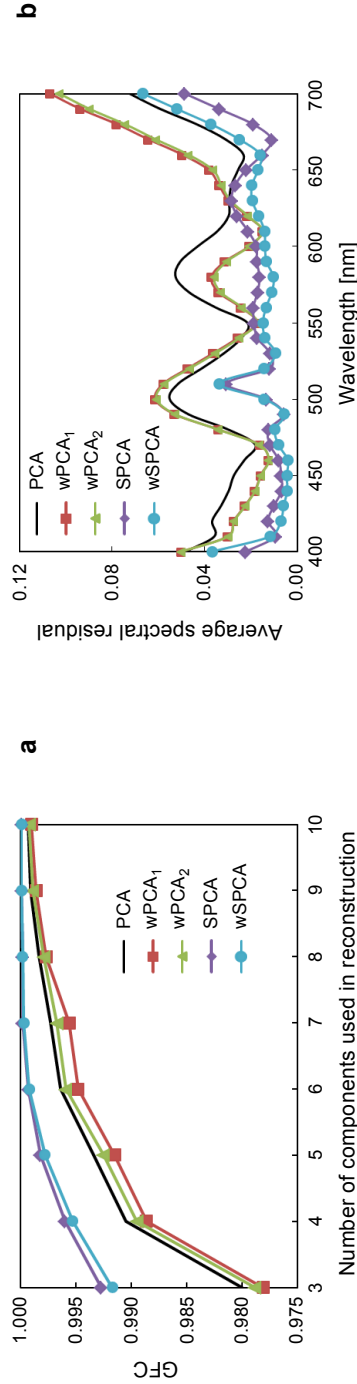 a
GFC
1.000
0.995
0.990
0.985
0.980
0.975
3 4 5 6 7 8 9 10
Number of components used in reconstruction
PCA
wPCA₁
wPCA₂
SPCA
wSPCA
b
Average spectral residual
0.12
0.08
0.04
0.00
400 450 500 550 600 650 700
Wavelength [nm]
PCA
wPCA₁
wPCA₂
SPCA
wSPCA